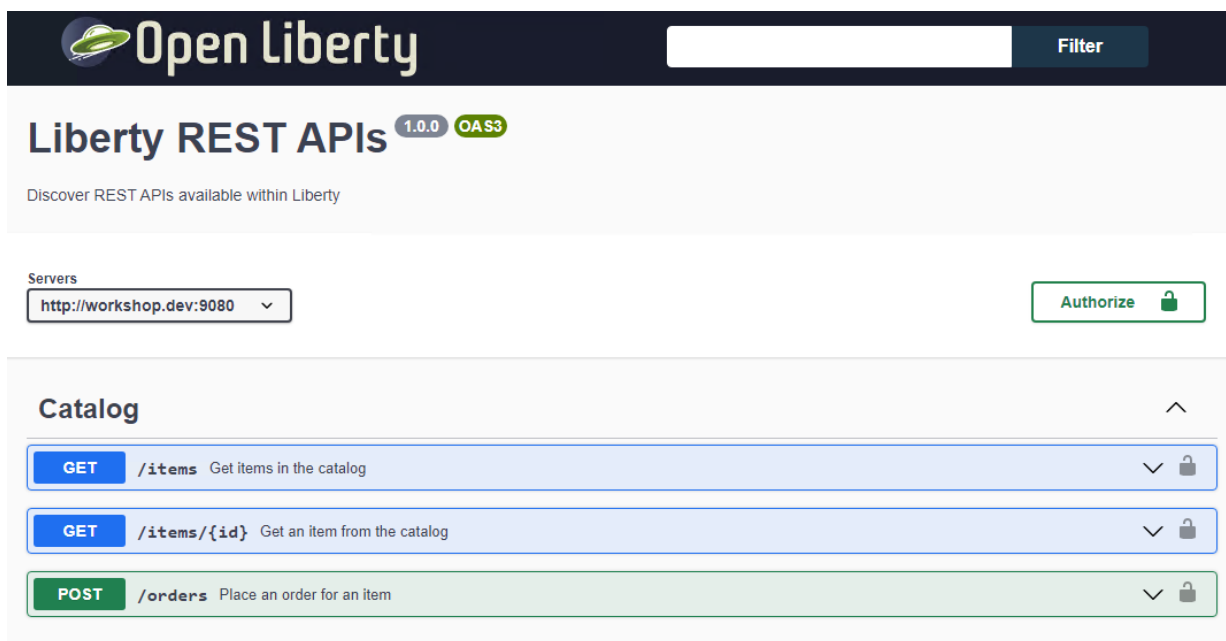 Open Liberty
Filter
Liberty REST APIs 1.0.0 OAS3
Discover REST APIs available within Liberty
Servers
http://workshop.dev:9080
Authorize
Catalog
GET /items Get items in the catalog
GET /items/{id} Get an item from the catalog
POST /orders Place an order for an item